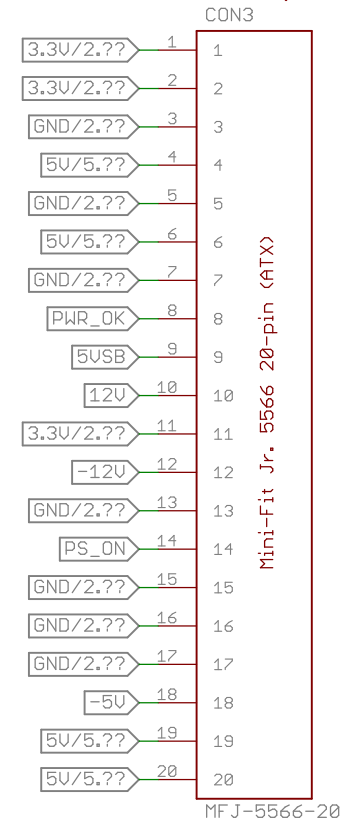 CON3
3.3V/2.?? 1 1
3.3V/2.?? 2 2
GND/2.?? 3 3
5V/5.?? 4 4
GND/2.?? 5 5
5V/5.?? 6 6
GND/2.?? 7 7
PWR_OK 8 8
5VSB 9 9
12V 10 10
3.3V/2.?? 11 11
-12V 12 12
GND/2.?? 13 13
PS_ON 14 14
GND/2.?? 15 15
GND/2.?? 16 16
GND/2.?? 17 17
-5V 18 18
5V/5.?? 19 19
5V/5.?? 20 20
Mini-Fit Jr. 5566 20-pin (ATX)
MFJ-5566-20